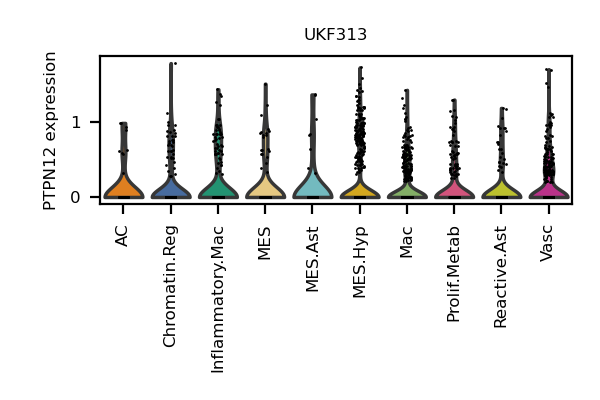 UKF313
PTPN12 expression
1
0
AC
Chromatin.Reg
Inflammatory.Mac
MES
MES.Ast
MES.Hyp
Mac
Prolif.Metab
Reactive.Ast
Vasc